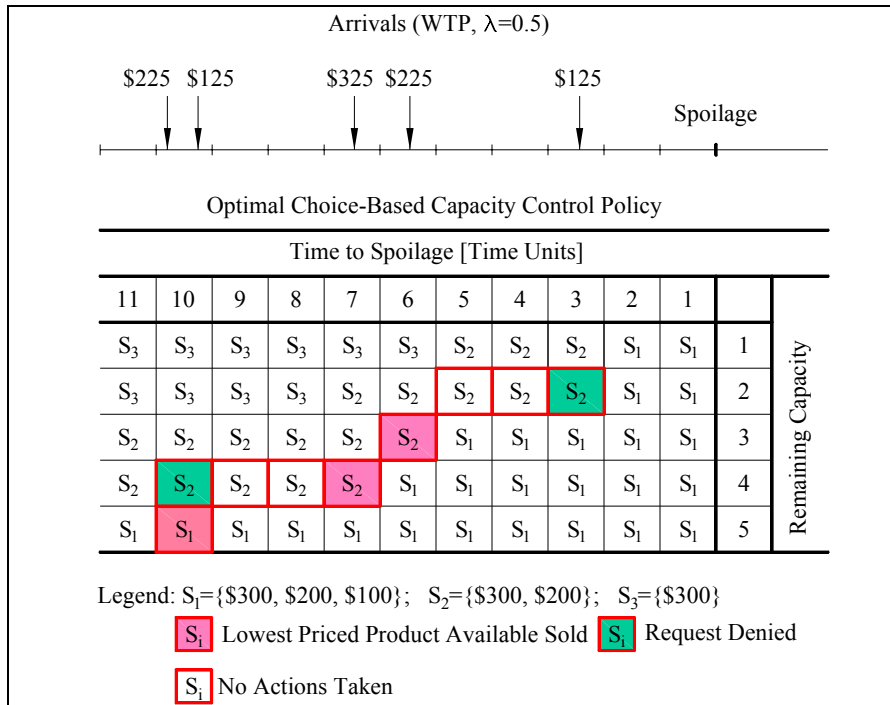 Arrivals (WTP, λ=0.5)
$225 $125 $325 $225 $125
Spoilage
Optimal Choice-Based Capacity Control Policy
Time to Spoilage [Time Units]
11 10 9 8 7 6 5 4 3 2 1
S3 S3 S3 S3 S3 S3 S2 S2 S2 S1 S1 1
S3 S3 S3 S3 S2 S2 S2 S2 S2 S1 S1 2
S2 S2 S2 S2 S2 S2 S1 S1 S1 S1 S1 3
S2 S2 S2 S2 S2 S1 S1 S1 S1 S1 S1 4
S1 S1 S1 S1 S1 S1 S1 S1 S1 S1 S1 5
Remaining Capacity
Legend: S1={$300, $200, $100}; S2={$300, $200}; S3={$300}
Si Lowest Priced Product Available Sold Si Request Denied
Si No Actions Taken